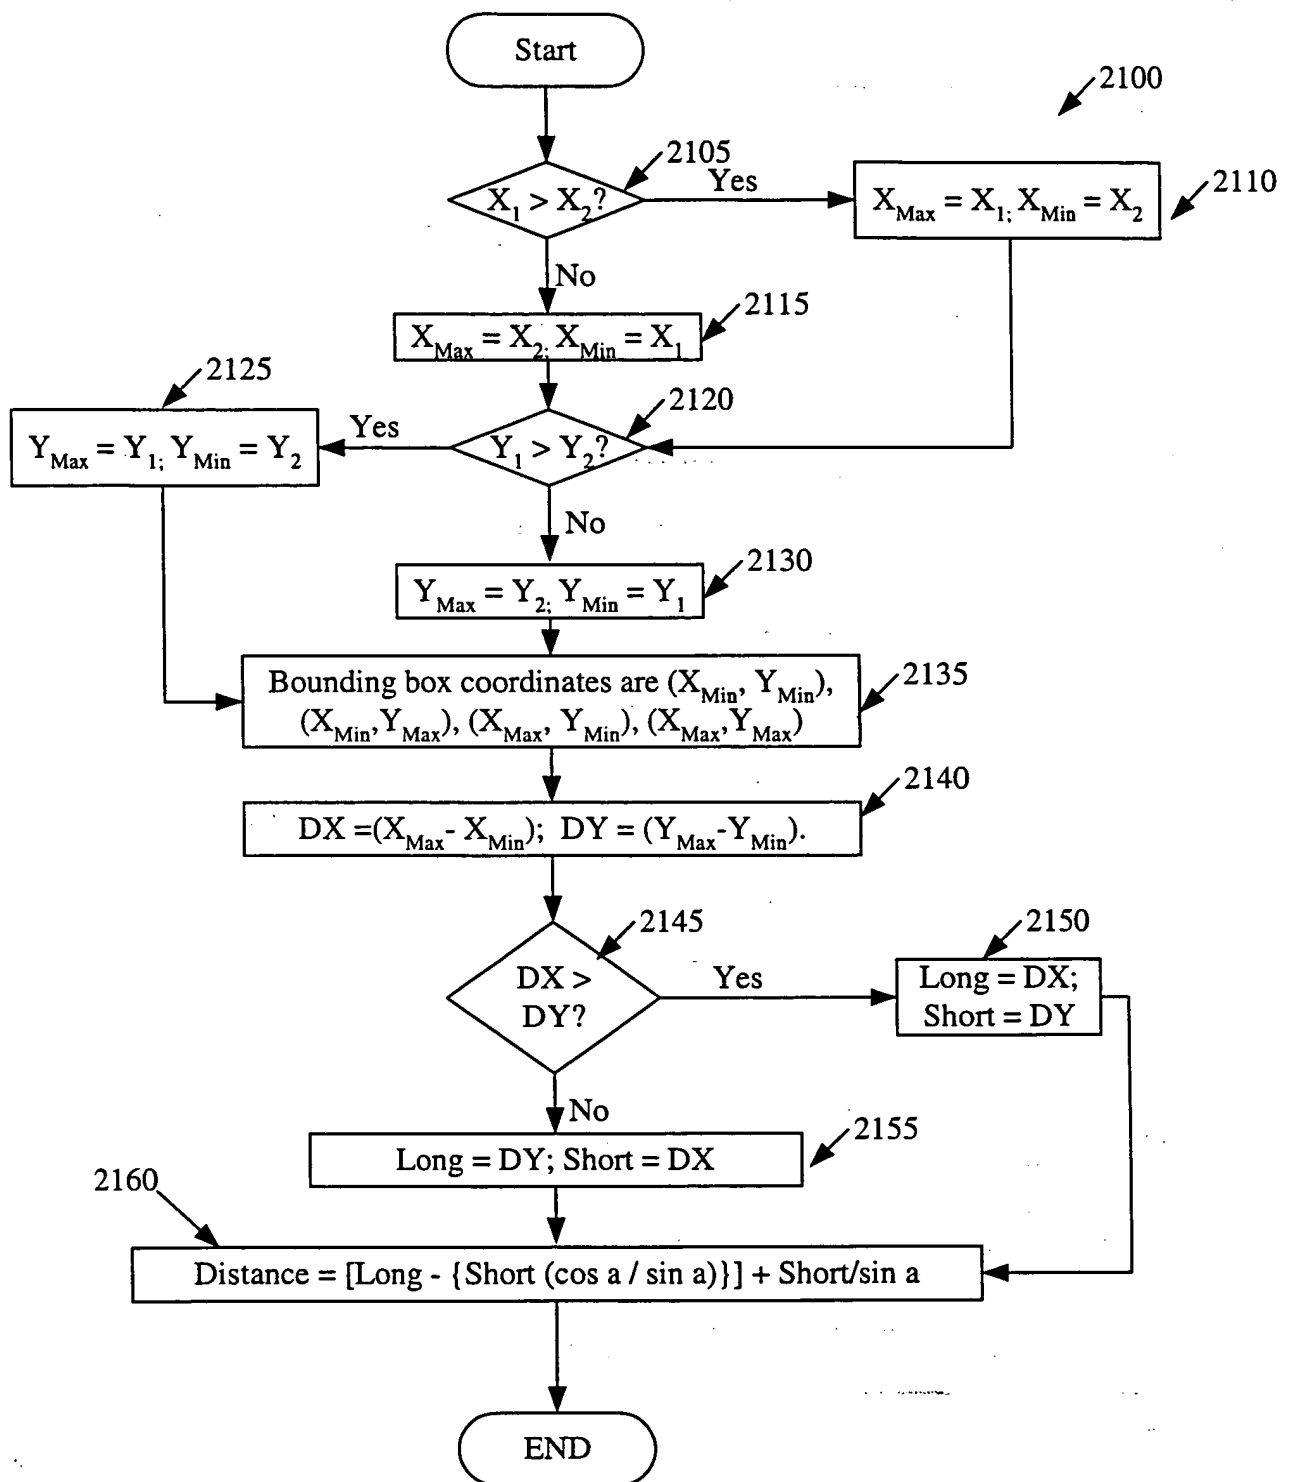 Start
2100
2105
X1 > X2?
Yes
XMax = X1; XMin = X2
2110
No
2115
XMax = X2; XMin = X1
2125
2120
YMax = Y1; YMin = Y2
Yes
Y1 > Y2?
No
2130
YMax = Y2; YMin = Y1
Bounding box coordinates are (XMin, YMin),
(XMin,YMax), (XMax, YMin), (XMax,YMax)
2135
2140
DX =(XMax- XMin); DY = (YMax-YMin).
2145
2150
DX >
DY?
Yes
Long = DX;
Short = DY
No
2155
Long = DY; Short = DX
2160
Distance = [Long - {Short (cos a / sin a)}] + Short/sin a
END